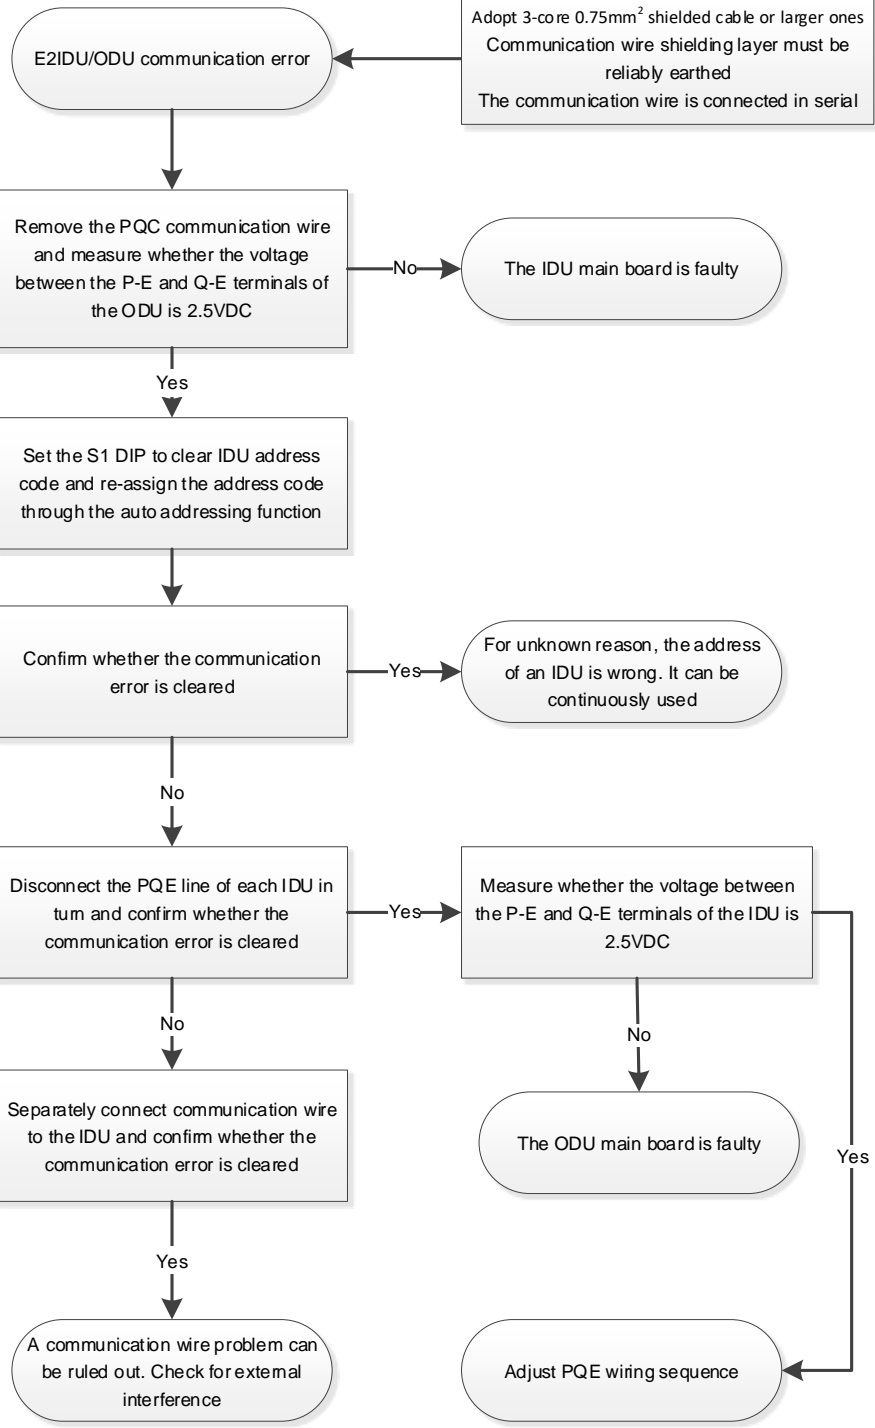 Adopt 3-core 0.75mm² shielded cable or larger ones
Communication wire shielding layer must be
reliably earthed
The communication wire is connected in serial
E2IDU/ODU communication error
Remove the PQC communication wire
and measure whether the voltage
between the P-E and Q-E terminals of
the ODU is 2.5VDC
No
The IDU main board is faulty
Yes
Set the S1 DIP to clear IDU address
code and re-assign the address code
through the auto addressing function
Confirm whether the communication
error is cleared
Yes
For unknown reason, the address
of an IDU is wrong. It can be
continuously used
No
Disconnect the PQE line of each IDU in
turn and confirm whether the
communication error is cleared
Yes
Measure whether the voltage between
the P-E and Q-E terminals of the IDU is
2.5VDC
No
No
Separately connect communication wire
to the IDU and confirm whether the
communication error is cleared
The ODU main board is faulty
Yes
Yes
A communication wire problem can
be ruled out. Check for external
interference
Adjust PQE wiring sequence